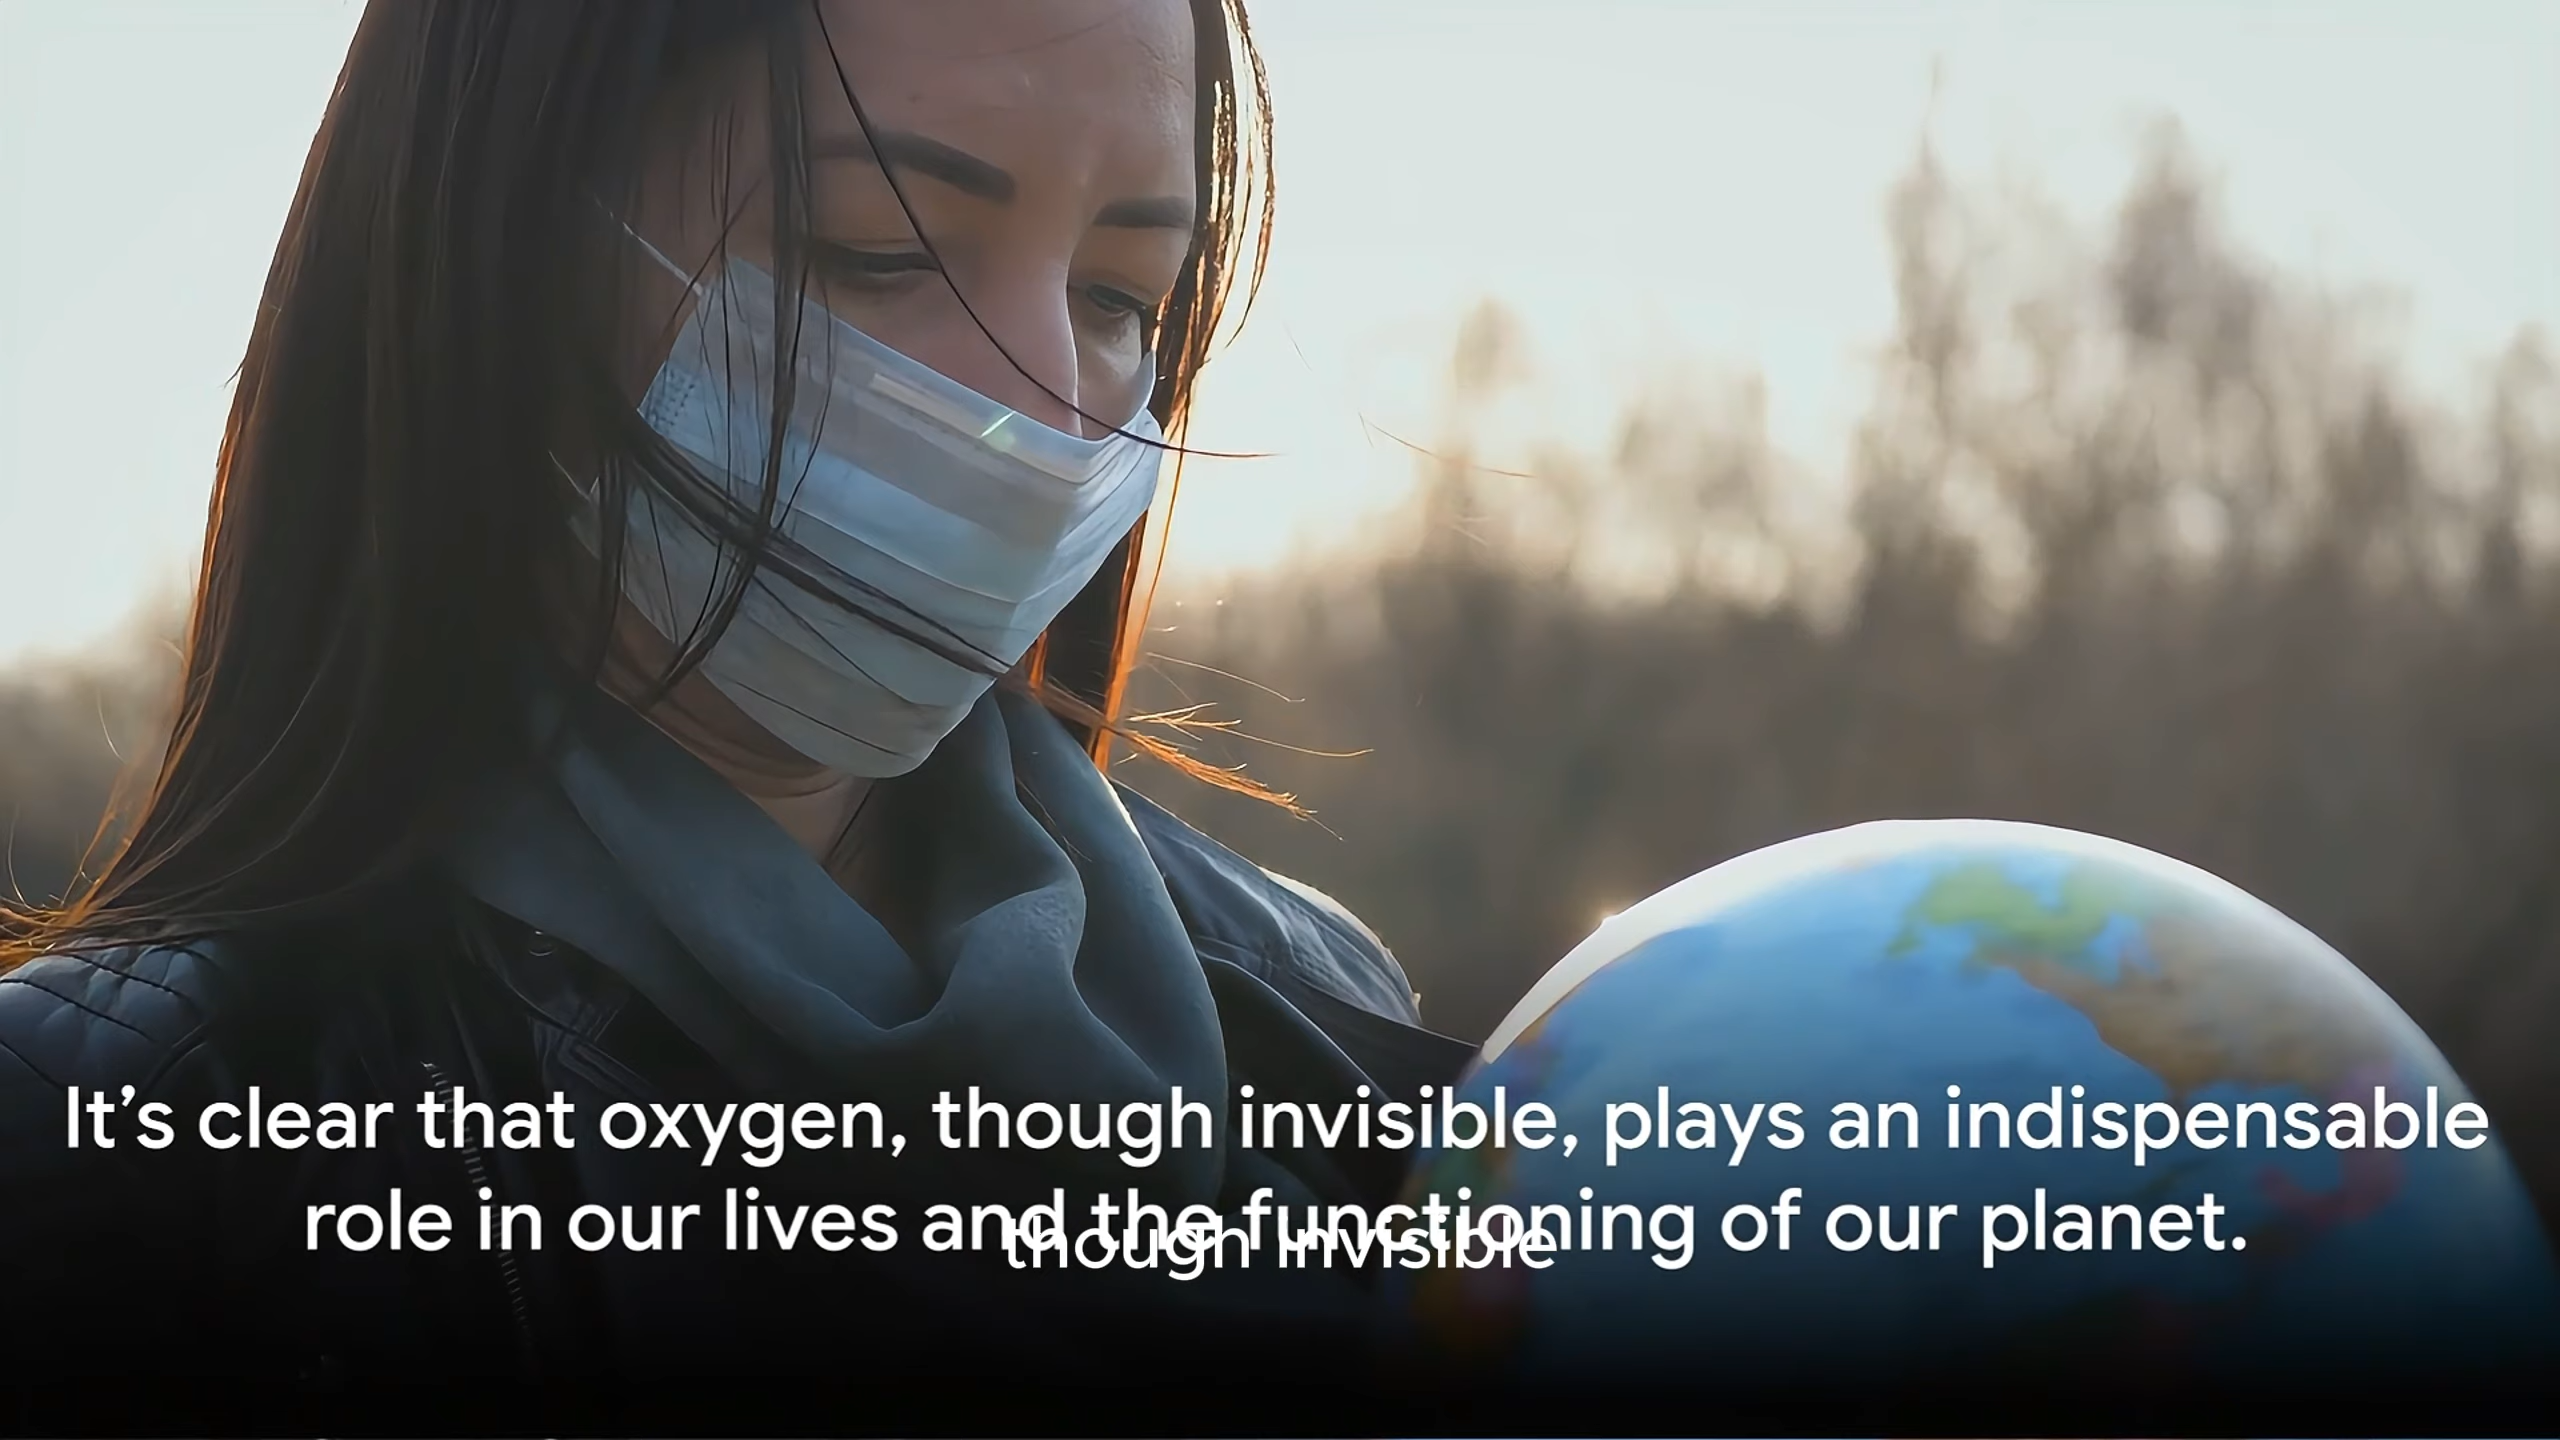 It’s clear that oxygen, though invisible, plays an indispensable
role in our lives and the functioning of our planet.
though invisible